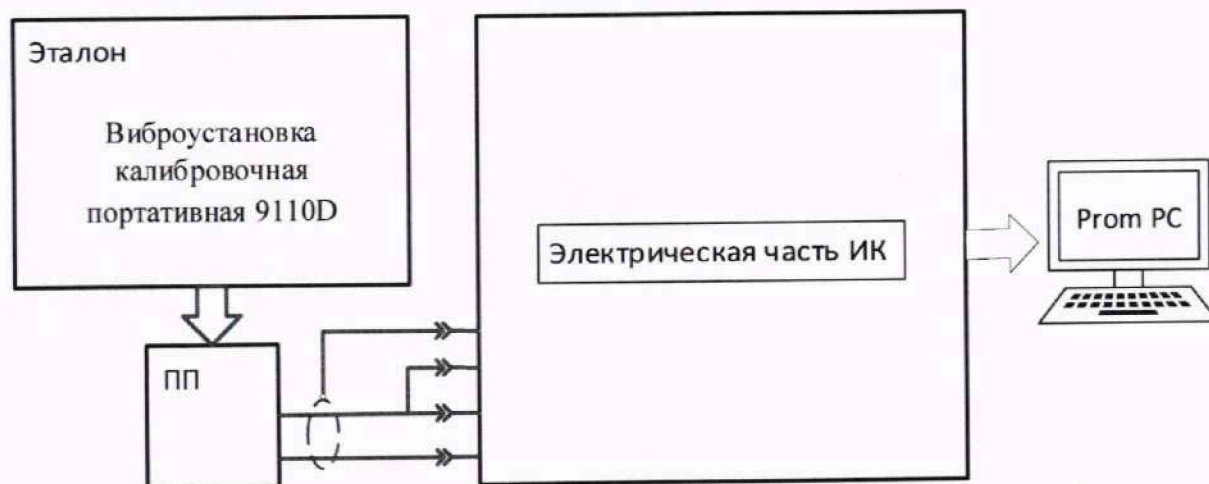 Эталон
Виброустановка
калибровочная
портативная 9110D
Электрическая часть ИК
Prom PC
ПП